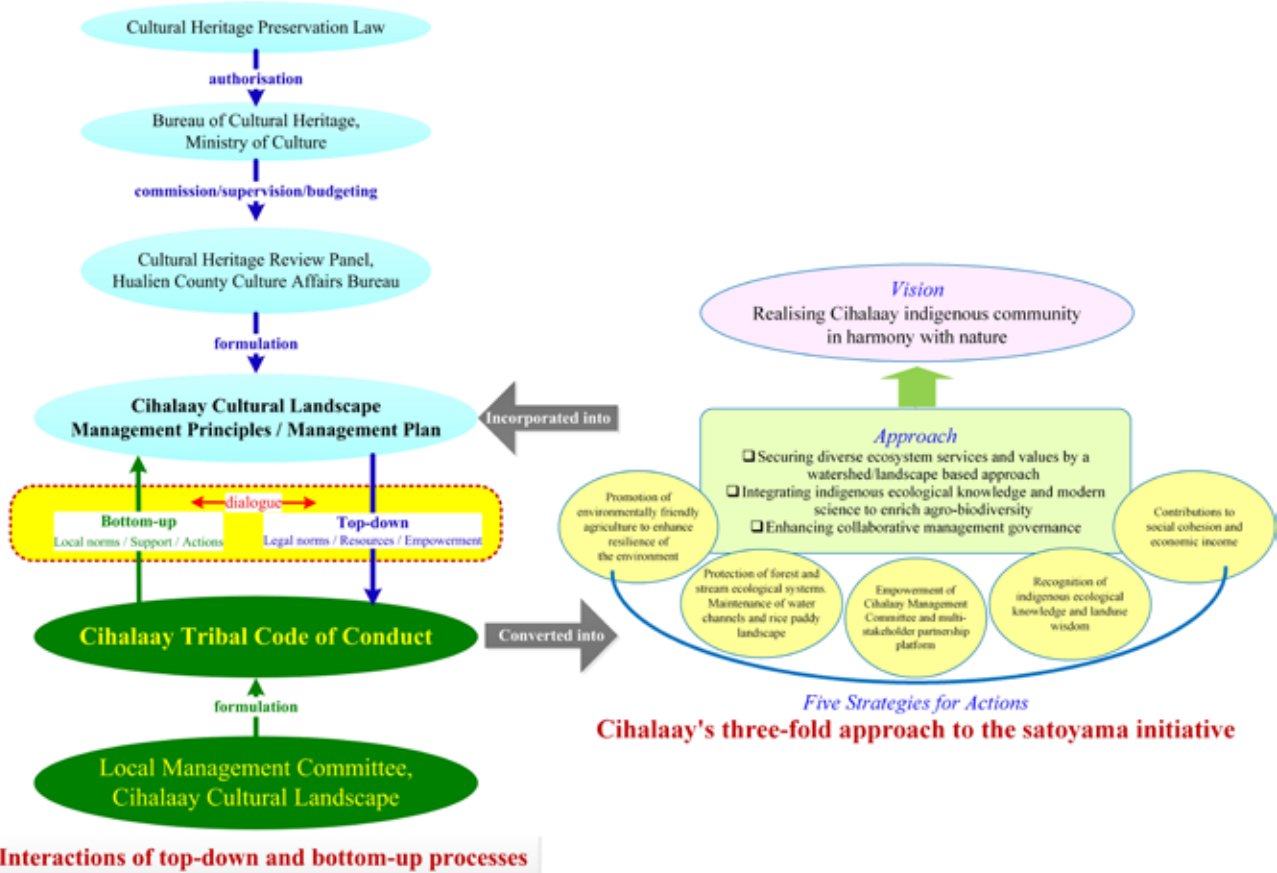 Cultural Heritage Preservation Law
authorisation
Bureau of Cultural Heritage,
Ministry of Culture
commission/supervision/budgeting
Cultural Heritage Review Panel,
Hualien County Culture Affairs Bureau
formulation
Cihalaay Cultural Landscape
Management Principles / Management Plan
dialogue
Bottom-up
Local norms / Support / Actions
Top-down
Legal norms / Resources / Empowerment
Cihalaay Tribal Code of Conduct
formulation
Local Management Committee,
Cihalaay Cultural Landscape
Interactions of top-down and bottom-up processes
Incorporated into
Converted into
Vision
Realising Cihalaay indigenous community
in harmony with nature
Approach
❑Securing diverse ecosystem services and values by a
watershed/landscape based approach
❑Integrating indigenous ecological knowledge and modern
science to enrich agro-biodiversity
❑Enhancing collaborative management governance
Promotion of
environmentally friendly
agriculture to enhance
resilience of
the environment
Protection of forest and
stream ecological systems.
Maintenance of water
channels and rice paddy
landscape
Empowerment of
Cihalaay Management
Committee and multi-
stakeholder partnership
platform
Recognition of
indigenous ecological
knowledge and landuse
wisdom
Contributions to
social cohesion and
economic income
Five Strategies for Actions
Cihalaay's three-fold approach to the satoyama initiative